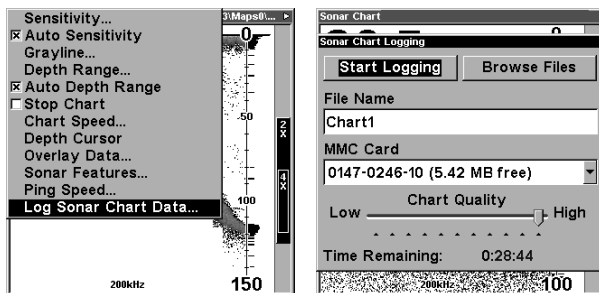 Sensitivity...
3\Maps0\...
Auto Sensitivity
0
Grayline...
Depth Range...
Auto Depth Range
Stop Chart
Chart Speed...
50
Depth Cursor
2x
Overlay Data...
Sonar Features...
Ping Speed...
4x
100
Log Sonar Chart Data...
200kHz
150
Sonar Chart
0
Sonar Chart Logging
Start Logging
Browse Files
File Name
Chart1
MMC Card
0147-0246-10 (5.42 MB free)
Chart Quality
Low
High
Time Remaining: 0:28:44
200kHz
100